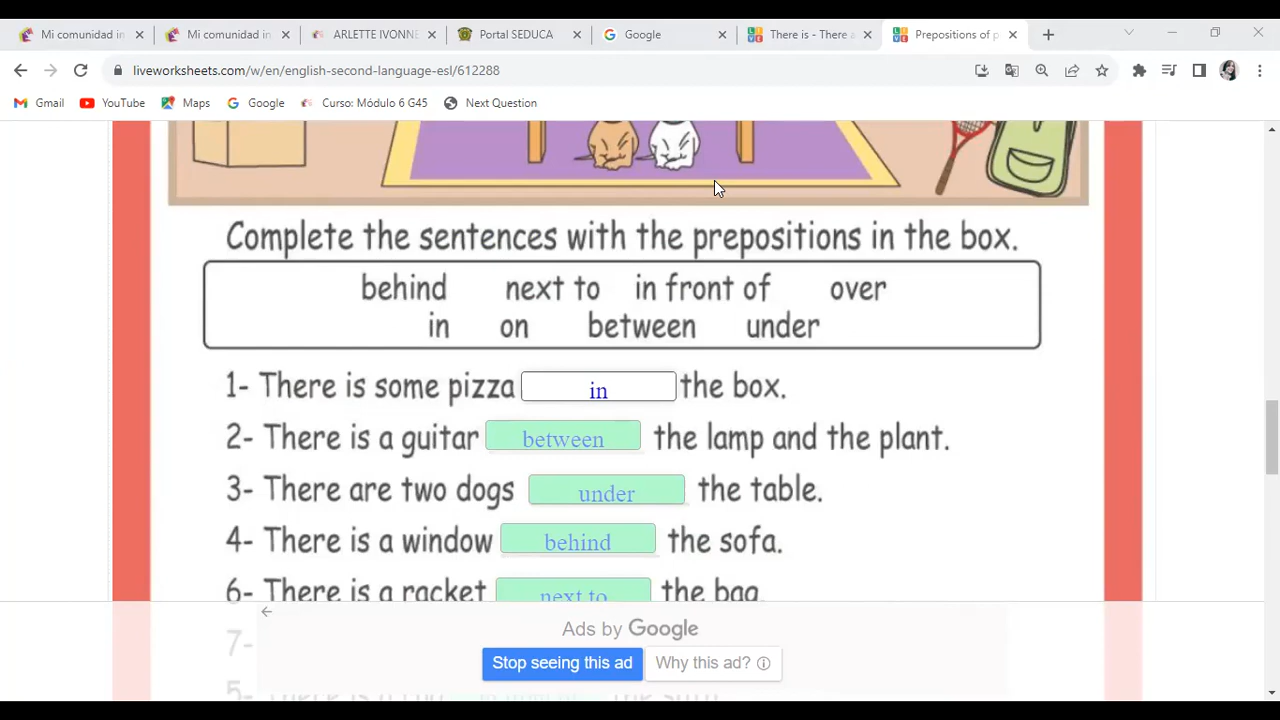 Mi comunidad in
Mi comunidad in
ARLETTE IVONNE
Portal SEDUCA
Google
There is - There a
Prepositions of p
liveworksheets.com/w/en/english-second-language-esl/612288
Gmail
YouTube
Maps
Google
Curso: Módulo 6 G45
Next Question
Complete the sentences with the prepositions in the box.
behind next to in front of over
in on between under
1- There is some pizza in the box.
2- There is a guitar between the lamp and the plant.
3- There are two dogs under the table.
4- There is a window behind the sofa.
6- There is a racket next to the bag.
Ads by Google
7-
Stop seeing this ad Why this ad?
5- There is a